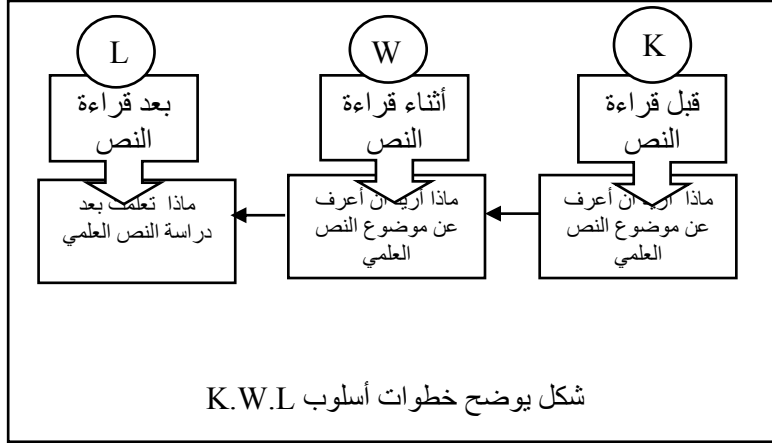 K
قبل قراءة
النص
ماذا أريد أن أعرف
عن موضوع النص
العلمي
W
أثناء قراءة
النص
ماذا أريد أن أعرف
عن موضوع النص
العلمي
L
بعد قراءة
النص
ماذا تعلمت بعد
دراسة النص العلمي
شكل يوضح خطوات أسلوب K.W.L